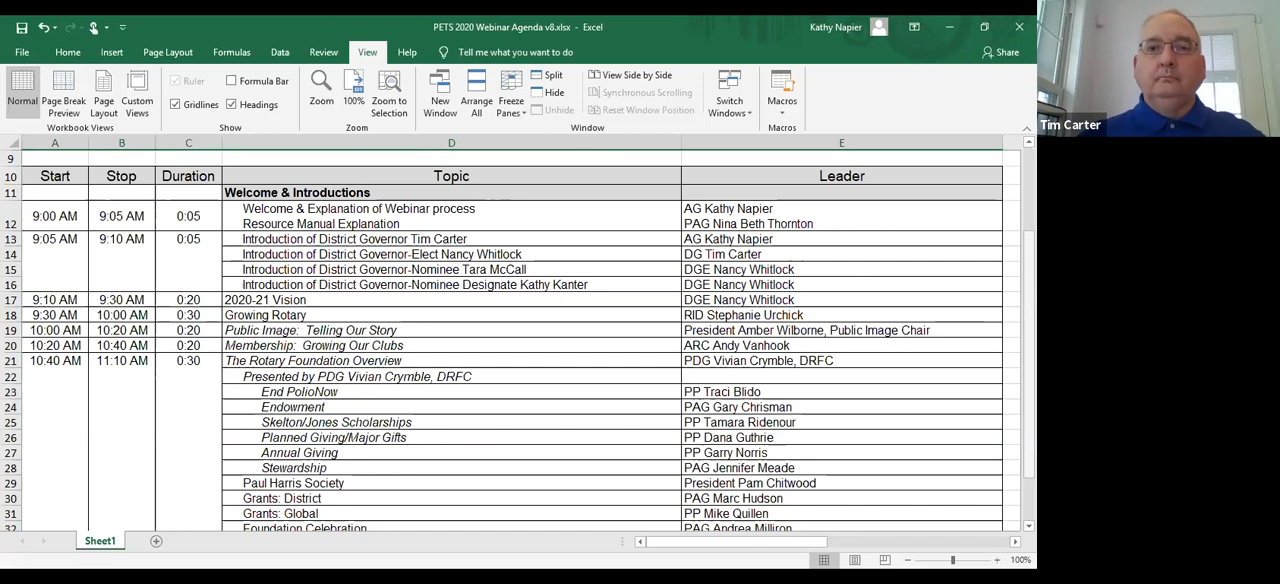 PETS 2020 Webinar Agenda v8.xlsx - Excel
Kathy Napier
File Home Insert Page Layout Formulas Data Review View Help Tell me what you want to do Share
Normal
Page Break Preview
Page Layout
Custom Views
Workbook Views
Ruler
Formula Bar
Gridlines
Headings
Show
Zoom
100%
Zoom to Selection
Zoom
New Window
Arrange All
Freeze Panes
Split
Hide
Unhide
View Side by Side
Synchronous Scrolling
Reset Window Position
Window
Switch Windows
Macros
Macros
Tim Carter
A B C D E
9
10 Start Stop Duration Topic Leader
11 Welcome & Introductions
Welcome & Explanation of Webinar process AG Kathy Napier
12 9:00 AM 9:05 AM 0:05 Resource Manual Explanation PAG Nina Beth Thornton
13 9:05 AM 9:10 AM 0:05 Introduction of District Governor Tim Carter AG Kathy Napier
14 Introduction of District Governor-Elect Nancy Whitlock DG Tim Carter
15 Introduction of District Governor-Nominee Tara McCall DGE Nancy Whitlock
16 Introduction of District Governor-Nominee Designate Kathy Kanter DGE Nancy Whitlock
17 9:10 AM 9:30 AM 0:20 2020-21 Vision DGE Nancy Whitlock
18 9:30 AM 10:00 AM 0:30 Growing Rotary RID Stephanie Urchick
19 10:00 AM 10:20 AM 0:20 Public Image: Telling Our Story President Amber Wilborne, Public Image Chair
20 10:20 AM 10:40 AM 0:20 Membership: Growing Our Clubs ARC Andy Vanhook
21 10:40 AM 11:10 AM 0:30 The Rotary Foundation Overview PDG Vivian Crymble, DRFC
22 Presented by PDG Vivian Crymble, DRFC
23 End PolioNow PP Traci Blido
24 Endowment PAG Gary Chrisman
25 Skelton/Jones Scholarships PP Tamara Ridenour
26 Planned Giving/Major Gifts PP Dana Guthrie
27 Annual Giving PP Garry Norris
28 Stewardship PAG Jennifer Meade
29 Paul Harris Society President Pam Chitwood
30 Grants: District PAG Marc Hudson
31 Grants: Global PP Mike Quillen
32 Foundation Celebration PAG Andrea Milliron
Sheet1
100%